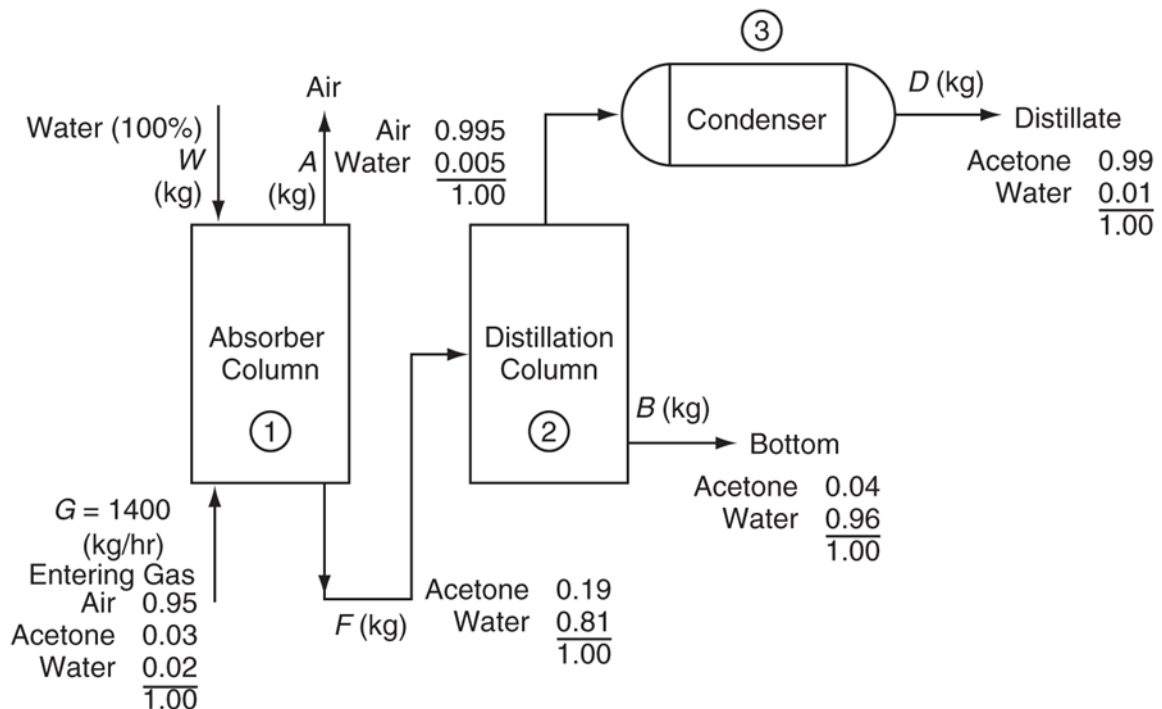 3
Condenser
D (kg)
Distillate
Acetone 0.99
Water 0.01
1.00
Water (100%)
W
(kg)
Air
A
(kg)
Air 0.995
Water 0.005
1.00
Absorber
Column
1
Distillation
Column
2
B (kg)
Bottom
Acetone 0.04
Water 0.96
1.00
G = 1400
(kg/hr)
Entering Gas
Air 0.95
Acetone 0.03
Water 0.02
1.00
F (kg)
Acetone 0.19
Water 0.81
1.00